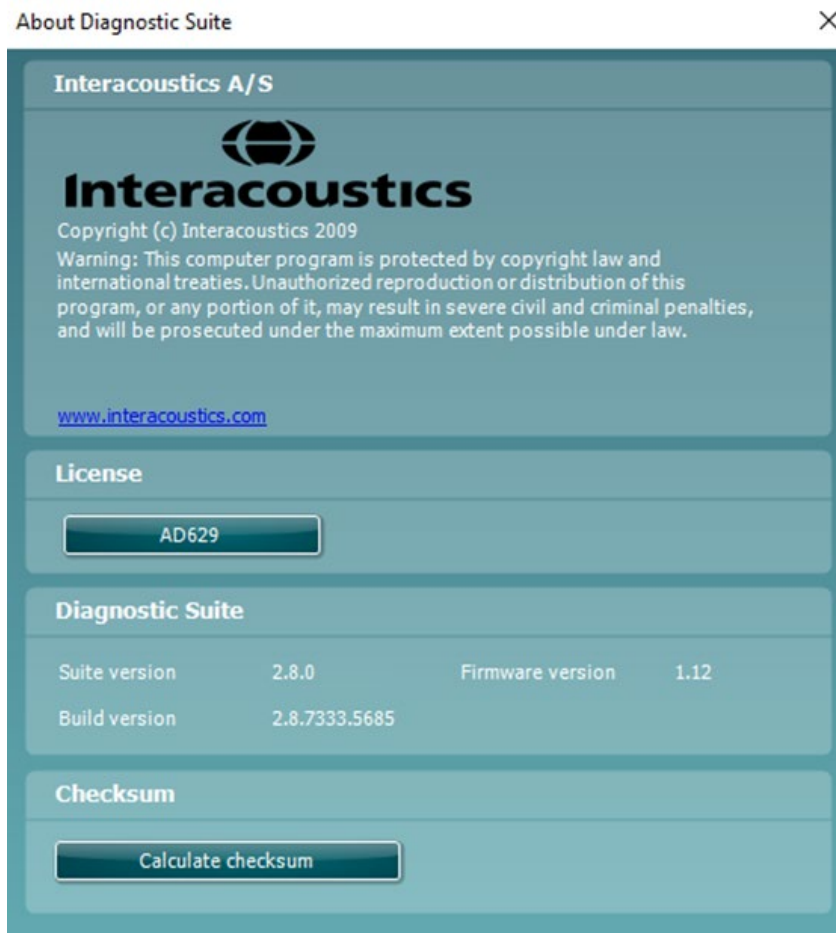 About Diagnostic Suite
Interacoustics A/S
Interacoustics
Copyright (c) Interacoustics 2009
Warning: This computer program is protected by copyright law and
international treaties. Unauthorized reproduction or distribution of this
program, or any portion of it, may result in severe civil and criminal penalties,
and will be prosecuted under the maximum extent possible under law.
www.interacoustics.com
License
AD629
Diagnostic Suite
Suite version 2.8.0 Firmware version 1.12
Build version 2.8.7333.5685
Checksum
Calculate checksum